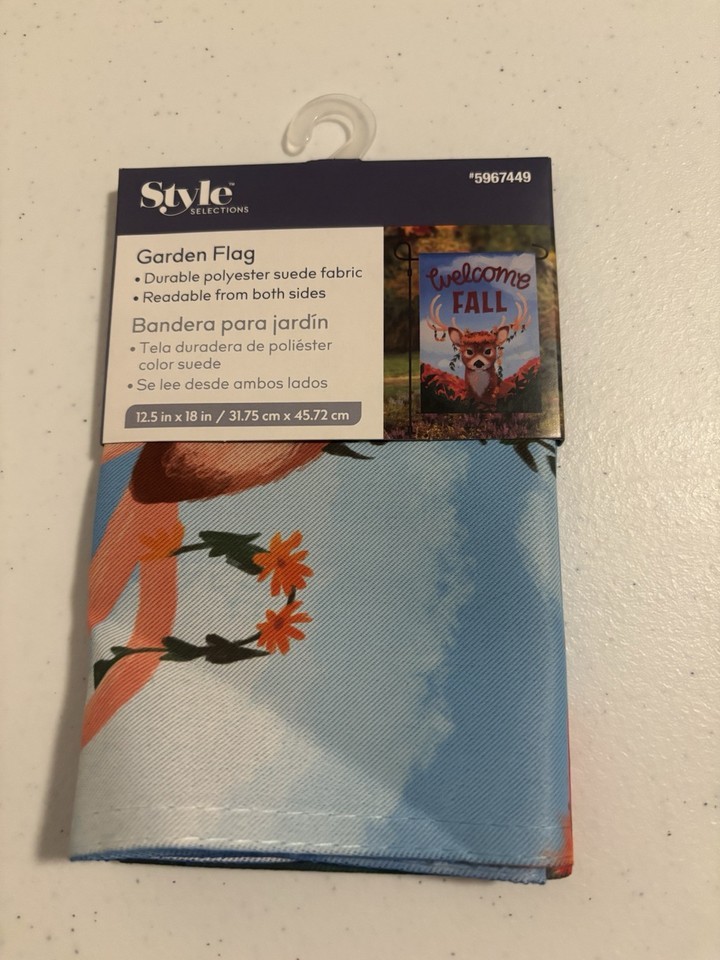 Style™
SELECTIONS
#5967449
Garden Flag
• Durable polyester suede fabric
• Readable from both sides
Bandera para jardín
• Tela duradera de poliéster
color suede
• Se lee desde ambos lados
12.5 in x 18 in / 31.75 cm x 45.72 cm
welcome
FALL